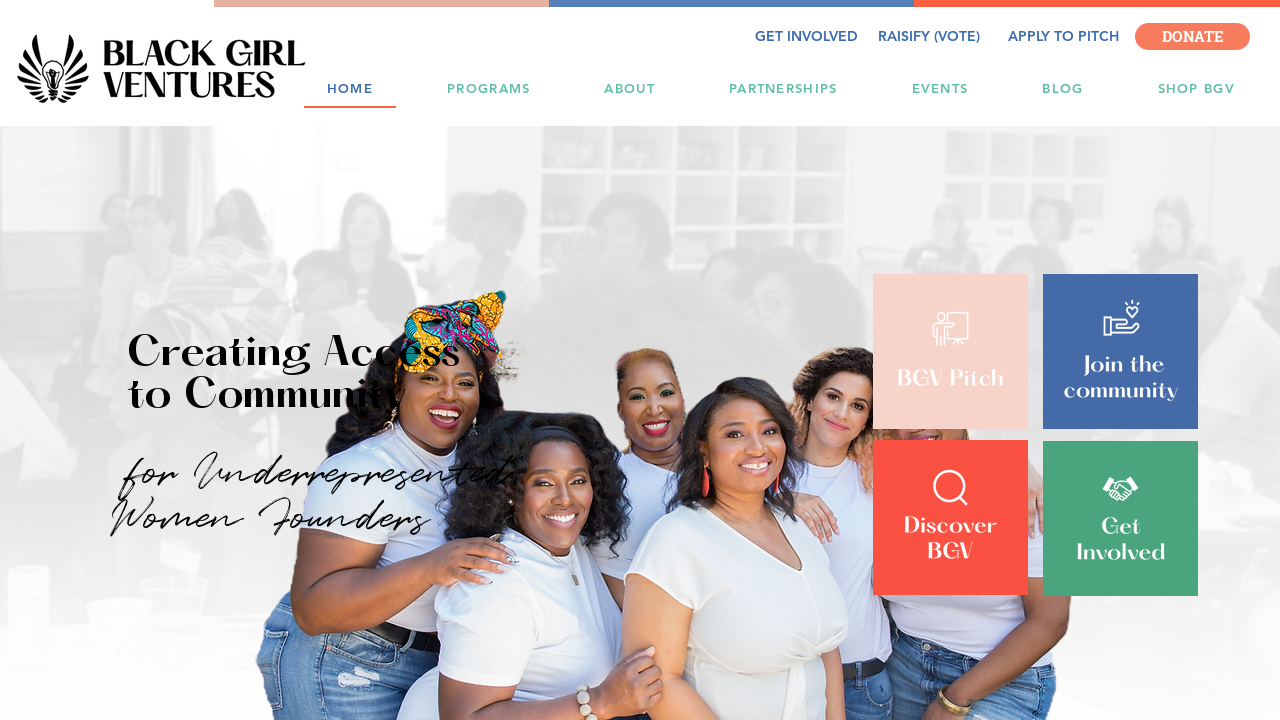 GET INVOLVED
RAISIFY (VOTE)
APPLY TO PITCH
DONATE
BLACK GIRL
VENTURES
HOME
PROGRAMS
ABOUT
PARTNERSHIPS
EVENTS
BLOG
SHOP BGV
Creating Access
to Community
for Underrepresented
Women Founders
BGV Pitch
Join the
community
Discover
BGV
Get
Involved